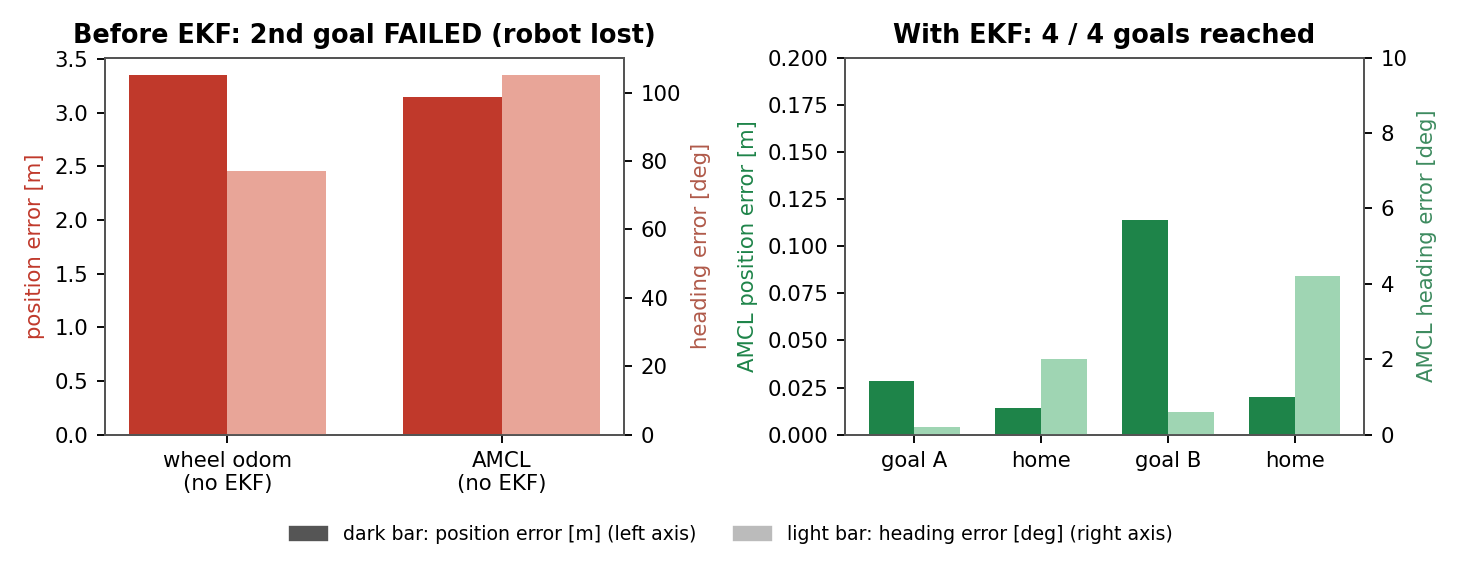 Before EKF: 2nd goal FAILED (robot lost)
position error [m]
3.5
3.0
2.5
2.0
1.5
1.0
0.5
0.0
100
80
60
40
20
0
heading error [deg]
wheel odom
(no EKF)
AMCL
(no EKF)
With EKF: 4 / 4 goals reached
AMCL position error [m]
0.200
0.175
0.150
0.125
0.100
0.075
0.050
0.025
0.000
10
8
6
4
2
0
AMCL heading error [deg]
goal A
home
goal B
home
dark bar: position error [m] (left axis)
light bar: heading error [deg] (right axis)